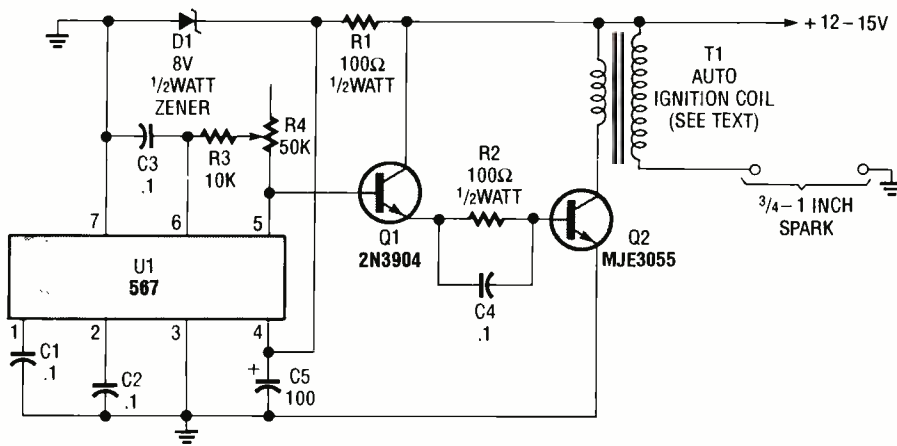 + 12 – 15V
D1
8V
1/2WATT
ZENER
R1
100Ω
1/2WATT
T1
AUTO
IGNITION COIL
(SEE TEXT)
C3
.1
R3
10K
R4
50K
R2
100Ω
1/2WATT
3/4 – 1 INCH
SPARK
7
6
5
Q1
2N3904
Q2
MJE3055
U1
567
C4
.1
1
2
3
4
C1
.1
C2
.1
+
C5
100